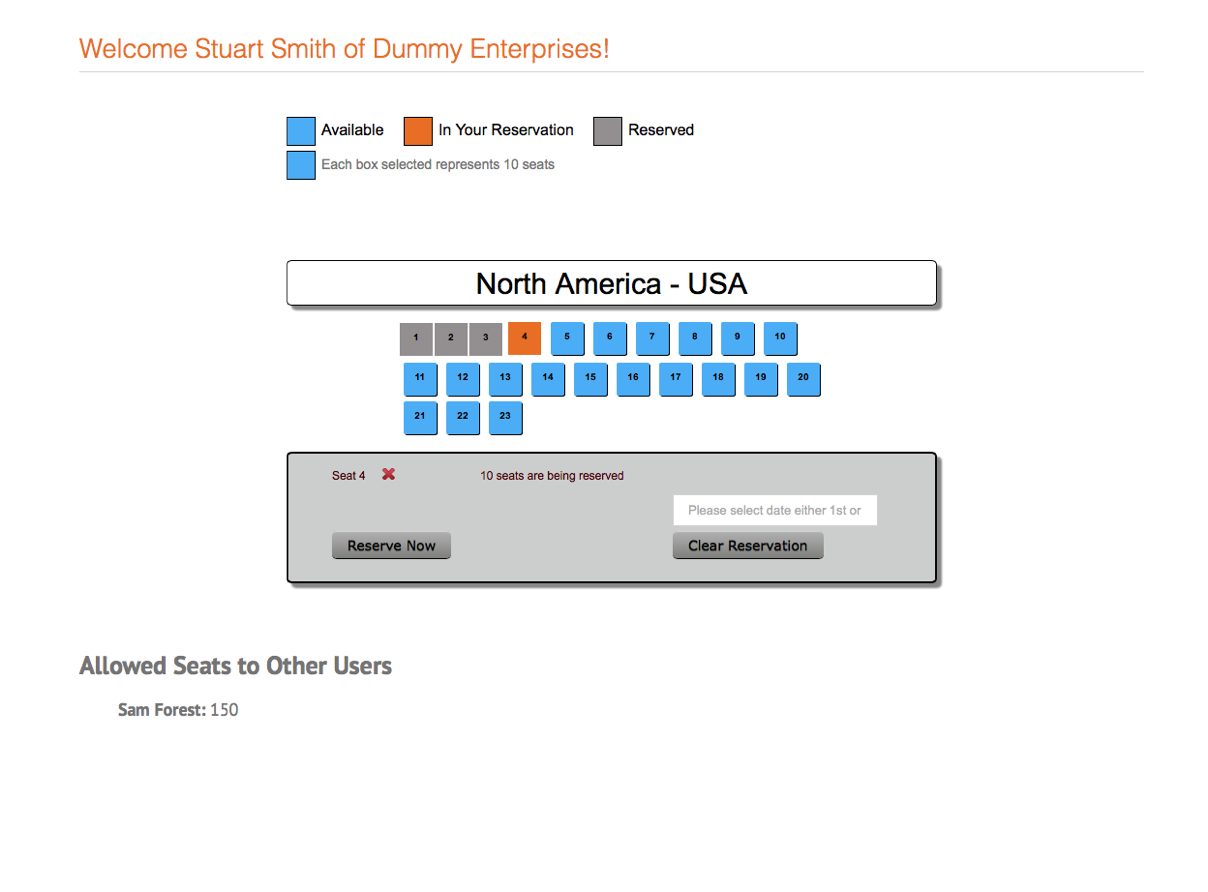 Welcome Stuart Smith of Dummy Enterprises!
Available In Your Reservation Reserved
Each box selected represents 10 seats
North America - USA
1 2 3 4 5 6 7 8 9 10
11 12 13 14 15 16 17 18 19 20
21 22 23
Seat 4 10 seats are being reserved
Please select date either 1st or
Reserve Now Clear Reservation
Allowed Seats to Other Users
Sam Forest: 150